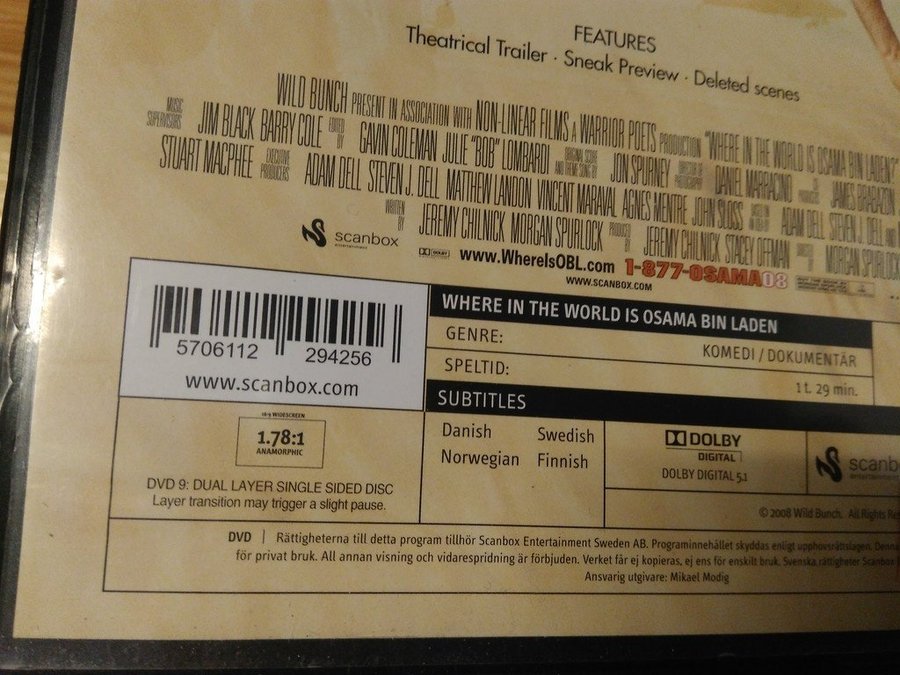 FEATURES
Theatrical Trailer · Sneak Preview · Deleted scenes
WILD BUNCH PRESENT IN ASSOCIATION WITH NON-LINEAR FILMS A WARRIOR POETS PRODUCTION "WHERE IN THE WORLD IS OSAMA BIN LADEN?"
MUSIC SUPERVISORS JIM BLACK BARRY COLE EDITED BY GAVIN COLEMAN JULIE "BOB" LOMBARDI ORIGINAL SCORE AND THEME SONG BY JON SPURNEY DIRECTOR OF PHOTOGRAPHY DANIEL MARRACINO CO PRODUCERS JAMES BRABAZON
STUART MACPHEE EXECUTIVE PRODUCERS ADAM DELL STEVEN J. DELL MATTHEW LANDON VINCENT MARAVAL AGNES MENTRE JOHN SLOSS ADAM DELL STEVEN J. DELL AND
WRITTEN BY JEREMY CHILNICK MORGAN SPURLOCK PRODUCED BY JEREMY CHILNICK STACEY OFFMAN MORGAN SPURLOCK
scanbox
entertainment
DOLBY
www.WhereIsOBL.com 1-877-OSAMA08
www.scanbox.com
5706112 294256
www.scanbox.com
WHERE IN THE WORLD IS OSAMA BIN LADEN
GENRE: KOMEDI / DOKUMENTÄR
SPELTID: 1 t. 29 min.
SUBTITLES
Danish Swedish
Norwegian Finnish
16:9 WIDESCREEN
1.78:1
ANAMORPHIC
DVD 9: DUAL LAYER SINGLE SIDED DISC
Layer transition may trigger a slight pause.
DOLBY
DIGITAL
DOLBY DIGITAL 5.1
scanb
entertainment
© 2008 Wild Bunch. All Rights Re
DVD | Rättigheterna till detta program tillhör Scanbox Entertainment Sweden AB. Programinnehållet skyddas enligt upphovsrättslagen. Denna
för privat bruk. All annan visning och vidarespridning är förbjuden. Verket får ej kopieras, ej ens för enskilt bruk. Svenska rättigheter Scanbox
Ansvarig utgivare: Mikael Modig